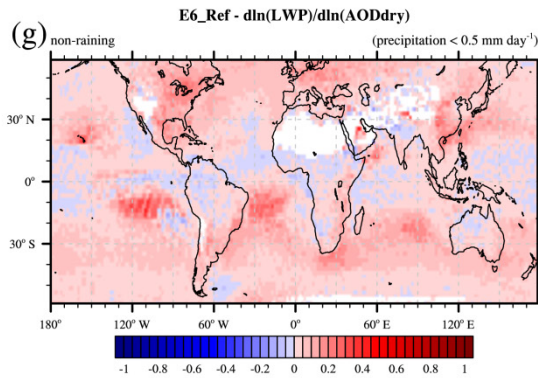 E6_Ref - dln(LWP)/dln(AODdry)
(g) non-raining (precipitation < 0.5 mm day⁻¹)
30° N
0°
30° S
180° 120° W 60° W 0° 60° E 120° E
-1 -0.8 -0.6 -0.4 -0.2 0 0.2 0.4 0.6 0.8 1